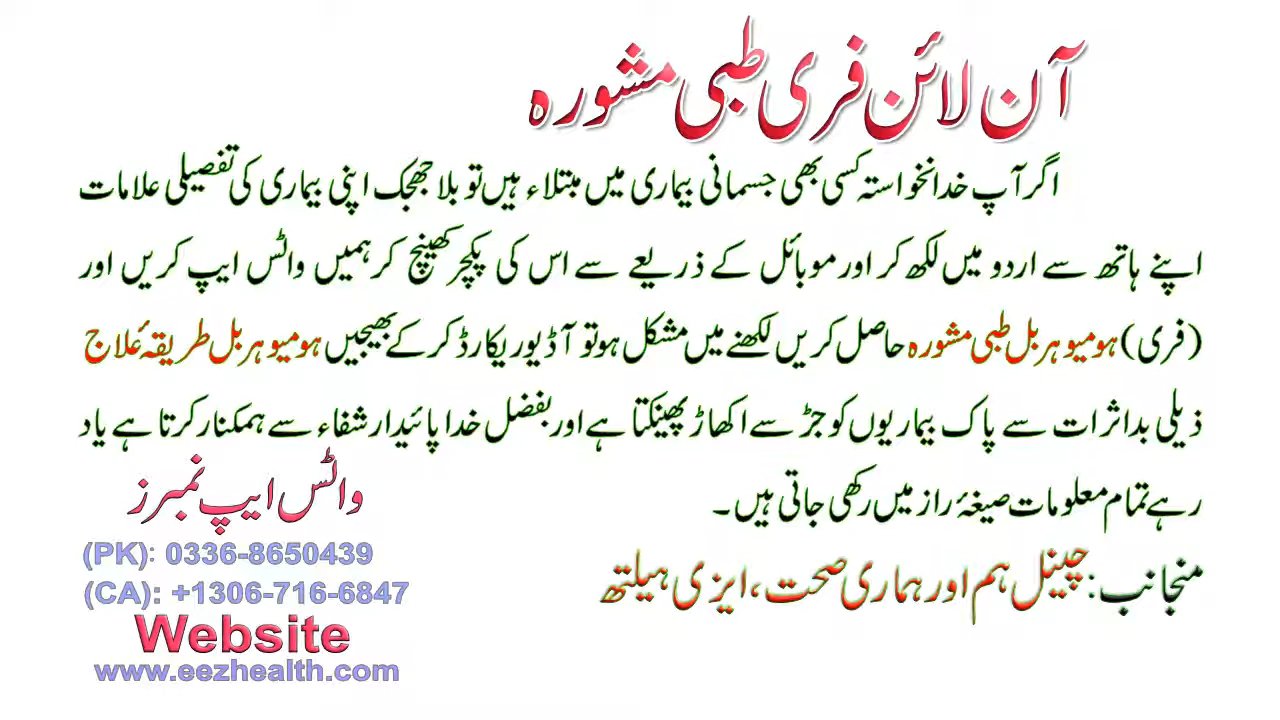 آن لائن فری طبی مشورہ
اگر آپ خدانخواستہ کسی بھی جسمانی بیماری میں مبتلاء ہیں تو بلا جھجک اپنی بیماری کی تفصیلی علامات
اپنے ہاتھ سے اردو میں لکھ کر اور موبائل کے ذریعے سے اس کی پکچر کھینچ کر ہمیں واٹس ایپ کریں اور
(فری) ہومیو ہربل طبی مشورہ حاصل کریں لکھنے میں مشکل ہو تو آڈیو ریکارڈ کر کے بھیجیں ہومیو ہربل طریقہ علاج
ذیلی بداثرات سے پاک بیماریوں کو جڑ سے اکھاڑ پھینکتا ہے اور بفضل خدا پائیدار شفاء سے ہمکنار کرتا ہے یاد
رہے تمام معلومات صیغۂ راز میں رکھی جاتی ہیں۔
منجانب: چینل ہم اور ہماری صحت، ایزی ہیلتھ
واٹس ایپ نمبرز
(PK): 0336-8650439
(CA): +1306-716-6847
Website
www.eezhealth.com